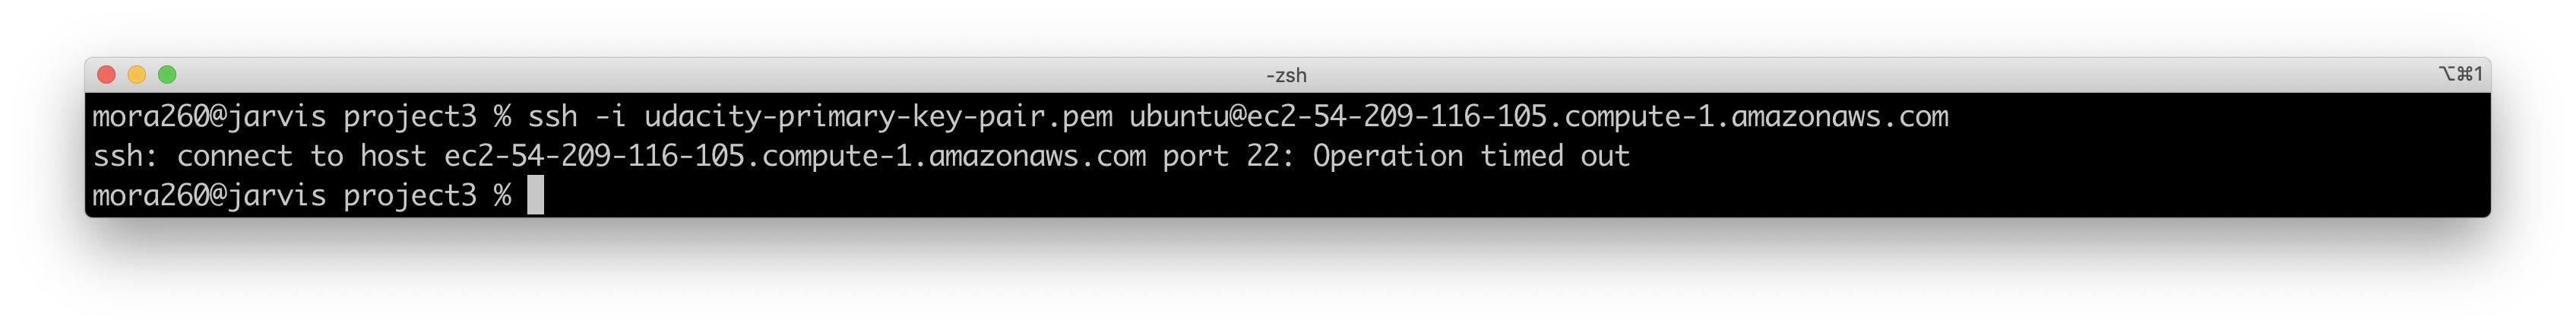 -zsh
⌥⌘1
mora260@jarvis project3 % ssh -i udacity-primary-key-pair.pem ubuntu@ec2-54-209-116-105.compute-1.amazonaws.com
ssh: connect to host ec2-54-209-116-105.compute-1.amazonaws.com port 22: Operation timed out
mora260@jarvis project3 %